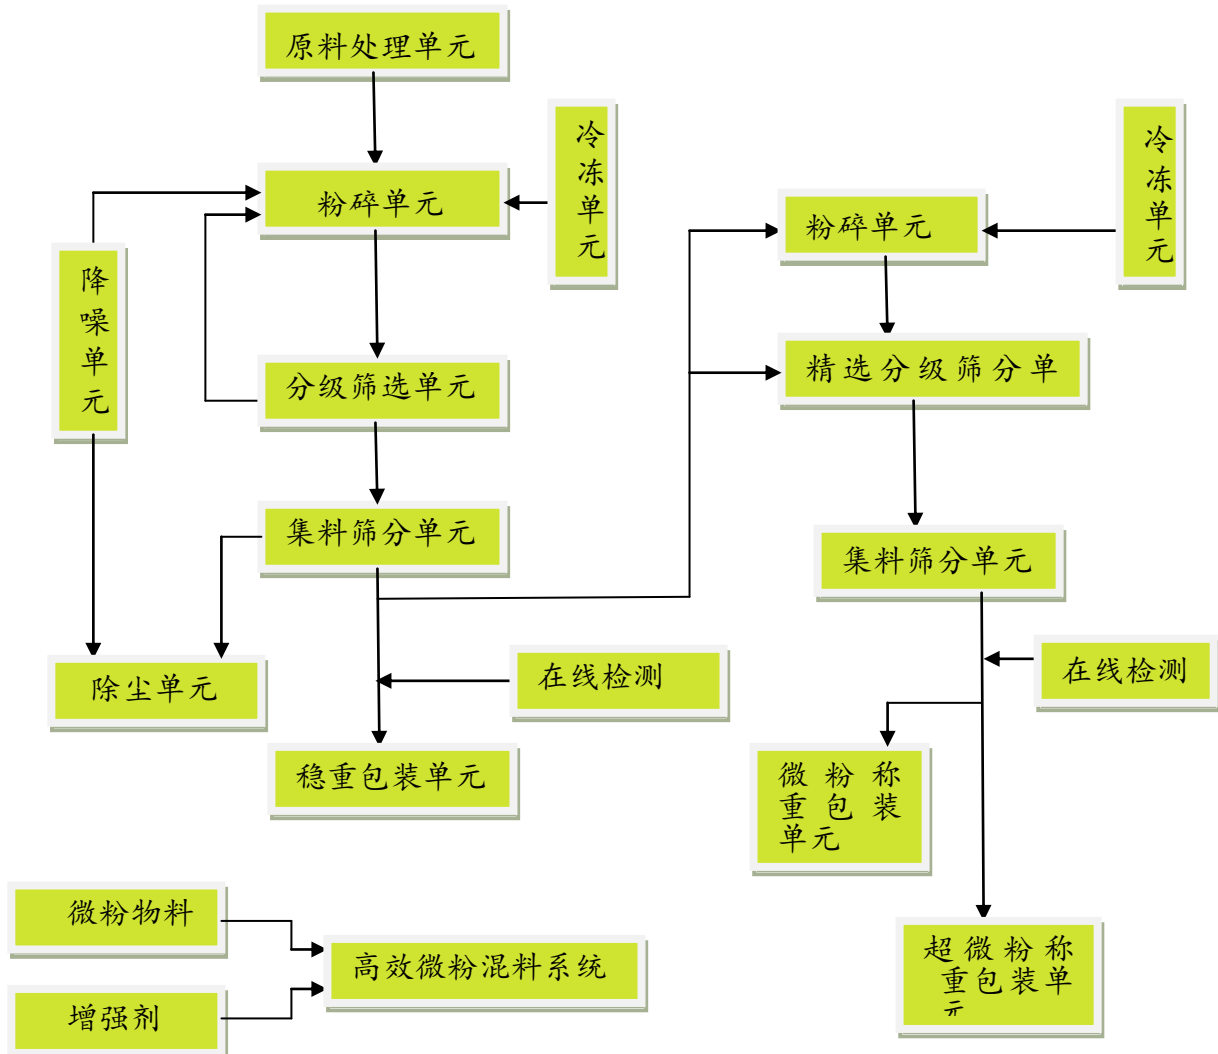 原料处理单元
冷冻单元
冷冻单元
粉碎单元
粉碎单元
降噪单元
分级筛选单元
精选分级筛分单
集料筛分单元
集料筛分单元
除尘单元
在线检测
在线检测
稳重包装单元
微粉称
重包装
单元
微粉物料
高效微粉混料系统
增强剂
超微粉称
重包装单
元